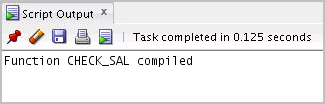 Script Output x
Task completed in 0.125 seconds
Function CHECK_SAL compiled